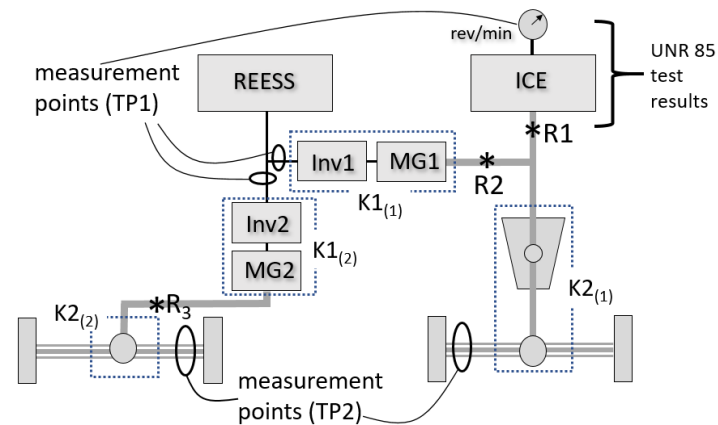 rev/min
UNR 85
test
results
measurement
points (TP1)
REESS
ICE
*R1
Inv1
MG1
*
R2
K1(1)
Inv2
MG2
K1(2)
K2(1)
*R3
K2(2)
measurement
points (TP2)